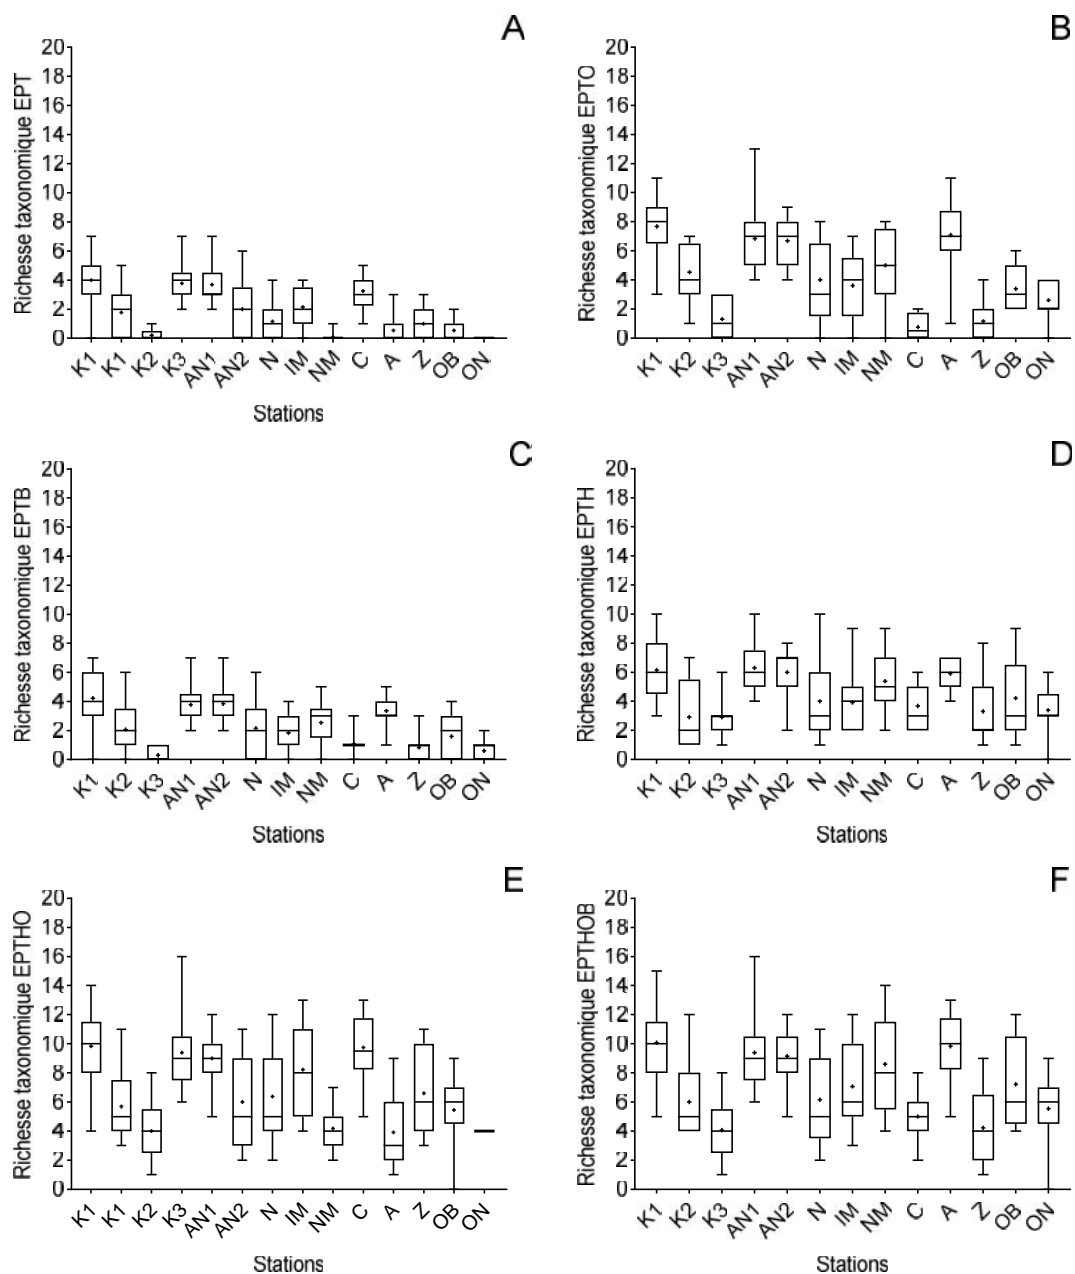 A
Richesse taxonomique EPT
20
18
16
14
12
10
8
6
4
2
0
K1 K1 K2 K3 AN1 AN2 N IM NM C A Z OB ON
Stations
B
Richesse taxonomique EPTO
20
18
16
14
12
10
8
6
4
2
0
K1 K2 K3 AN1 AN2 N IM NM C A Z OB ON
Stations
C
Richesse taxonomique EPTB
20
18
16
14
12
10
8
6
4
2
0
K1 K2 K3 AN1 AN2 N IM NM C A Z OB ON
Stations
D
Richesse taxonomique EPTH
20
18
16
14
12
10
8
6
4
2
0
K1 K2 K3 AN1 AN2 N IM NM C A Z OB ON
Stations
E
Richesse taxonomique EPTHO
20
18
16
14
12
10
8
6
4
2
0
K1 K1 K2 K3 AN1 AN2 N IM NM C A Z OB ON
Stations
F
Richesse taxonomique EPTHOB
20
18
16
14
12
10
8
6
4
2
0
K1 K2 K3 AN1 AN2 N IM NM C A Z OB ON
Stations